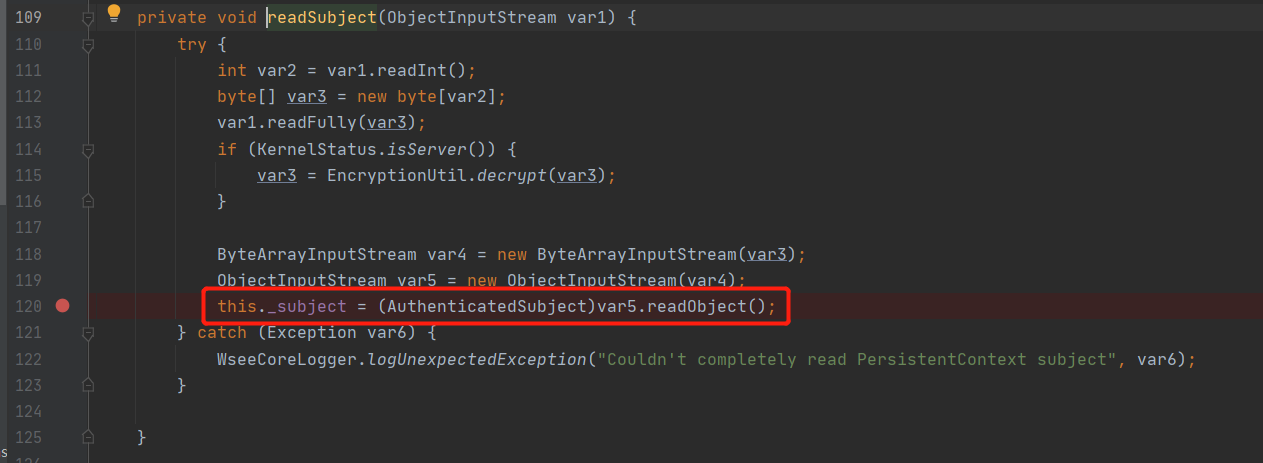 109 private void readSubject(ObjectInputStream var1) {
110 try {
111 int var2 = var1.readInt();
112 byte[] var3 = new byte[var2];
113 var1.readFully(var3);
114 if (KernelStatus.isServer()) {
115 var3 = EncryptionUtil.decrypt(var3);
116 }
117
118 ByteArrayInputStream var4 = new ByteArrayInputStream(var3);
119 ObjectInputStream var5 = new ObjectInputStream(var4);
120 this._subject = (AuthenticatedSubject)var5.readObject();
121 } catch (Exception var6) {
122 WseeCoreLogger.logUnexpectedException("Couldn't completely read PersistentContext subject", var6);
123 }
124
125 }